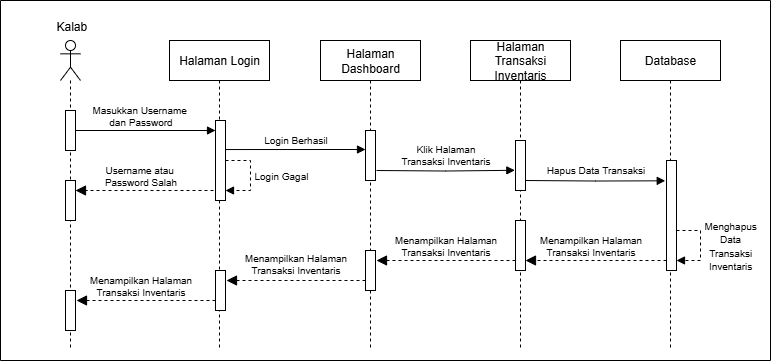 Kalab
Halaman Login
Halaman
Dashboard
Halaman
Transaksi
Inventaris
Database
Masukkan Username
dan Password
Login Berhasil
Klik Halaman
Transaksi Inventaris
Hapus Data Transaksi
Username atau
Password Salah
Login Gagal
Menghapus
Data
Transaksi
Inventaris
Menampilkan Halaman
Transaksi Inventaris
Menampilkan Halaman
Transaksi Inventaris
Menampilkan Halaman
Transaksi Inventaris
Menampilkan Halaman
Transaksi Inventaris